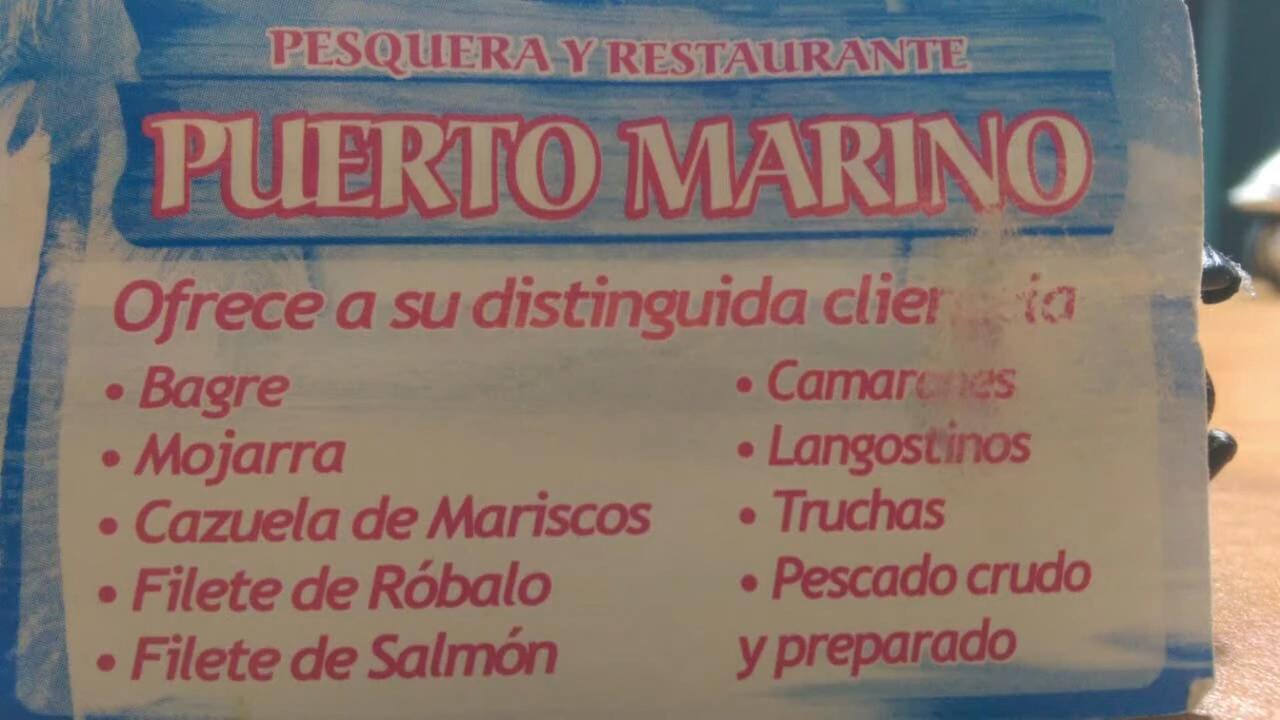 PESQUERA Y RESTAURANTE
PUERTO MARINO
Ofrece a su distinguida clientela
• Bagre
• Mojarra
• Cazuela de Mariscos
• Filete de Róbalo
• Filete de Salmón
• Camarones
• Langostinos
• Truchas
• Pescado crudo
y preparado